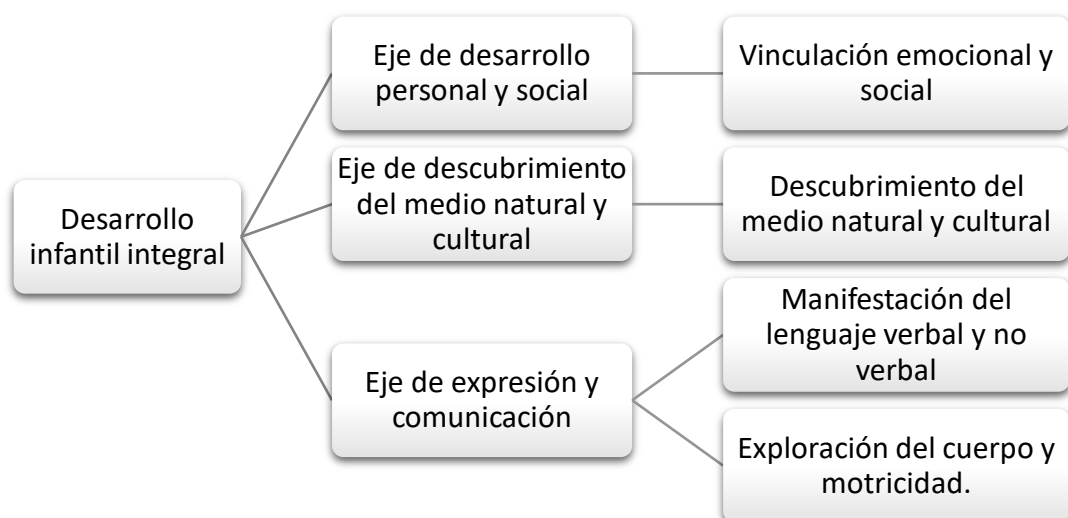 Desarrollo
infantil integral
Eje de desarrollo
personal y social
Vinculación emocional y
social
Eje de descubrimiento
del medio natural y
cultural
Descubrimiento del
medio natural y cultural
Eje de expresión y
comunicación
Manifestación del
lenguaje verbal y no
verbal
Exploración del cuerpo y
motricidad.